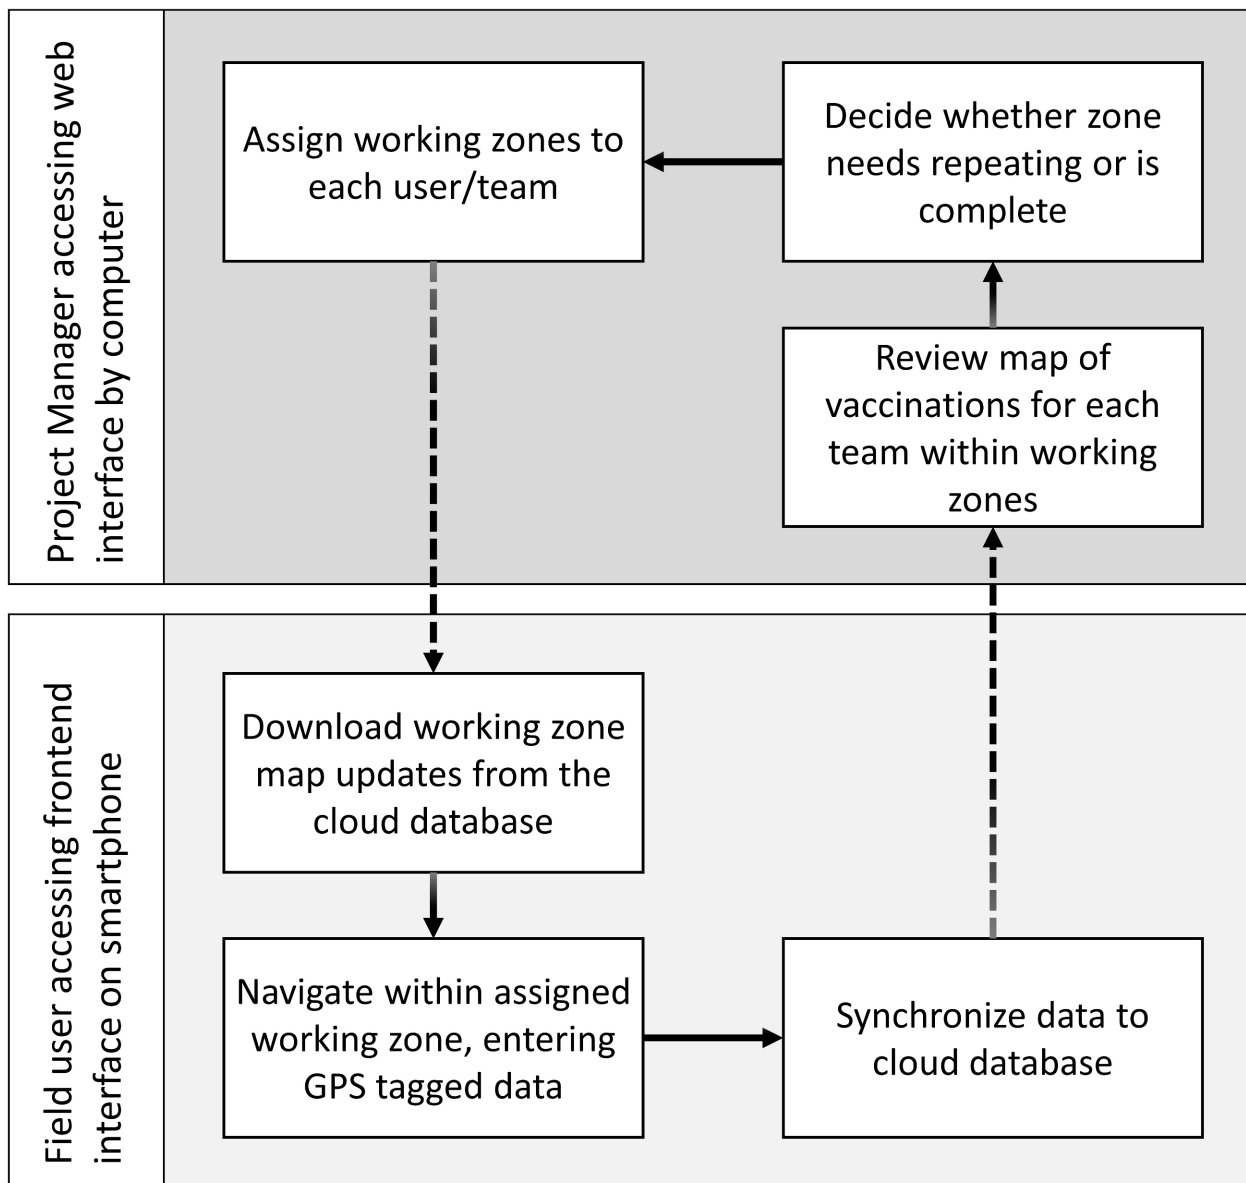 Project Manager accessing web
interface by computer
Assign working zones to
each user/team
Decide whether zone
needs repeating or is
complete
Review map of
vaccinations for each
team within working
zones
Field user accessing frontend
interface on smartphone
Download working zone
map updates from the
cloud database
Navigate within assigned
working zone, entering
GPS tagged data
Synchronize data to
cloud database